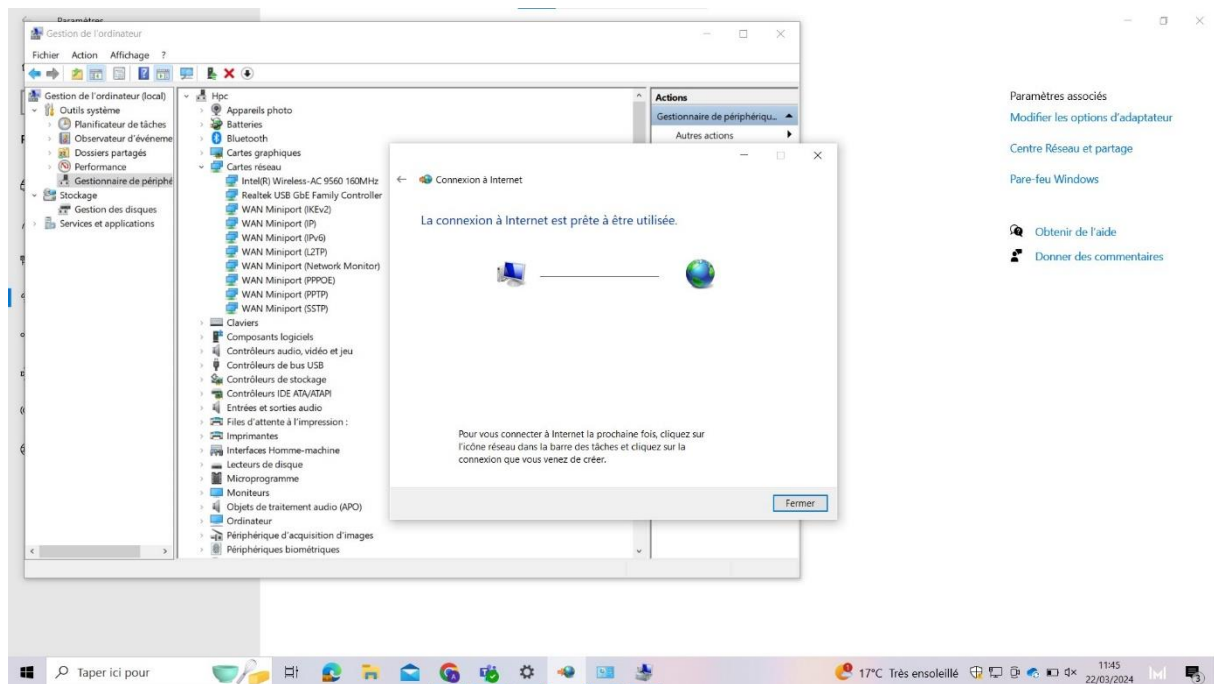 Paramètres
Gestion de l'ordinateur
Fichier Action Affichage ?
Gestion de l'ordinateur (local)
Outils système
Planificateur de tâches
Observateur d'événeme
Dossiers partagés
Performance
Gestionnaire de périphé
Stockage
Gestion des disques
Services et applications
Hpc
Appareils photo
Batteries
Bluetooth
Cartes graphiques
Cartes réseau
Intel(R) Wireless-AC 9560 160MHz
Realtek USB GbE Family Controller
WAN Miniport (IKEv2)
WAN Miniport (IP)
WAN Miniport (IPv6)
WAN Miniport (L2TP)
WAN Miniport (Network Monitor)
WAN Miniport (PPPOE)
WAN Miniport (PPTP)
WAN Miniport (SSTP)
Claviers
Composants logiciels
Contrôleurs audio, vidéo et jeu
Contrôleurs de bus USB
Contrôleurs de stockage
Contrôleurs IDE ATA/ATAPI
Entrées et sorties audio
Files d'attente à l'impression :
Imprimantes
Interfaces Homme-machine
Lecteurs de disque
Microprogramme
Moniteurs
Objets de traitement audio (APO)
Ordinateur
Périphérique d'acquisition d'images
Périphériques biométriques
Actions
Gestionnaire de périphériqu...
Autres actions
Connexion à Internet
La connexion à Internet est prête à être utilisée.
Pour vous connecter à Internet la prochaine fois, cliquez sur
l'icône réseau dans la barre des tâches et cliquez sur la
connexion que vous venez de créer.
Fermer
Paramètres associés
Modifier les options d'adaptateur
Centre Réseau et partage
Pare-feu Windows
Obtenir de l'aide
Donner des commentaires
Taper ici pour
17°C Très ensoleillé
11:45
22/03/2024
3